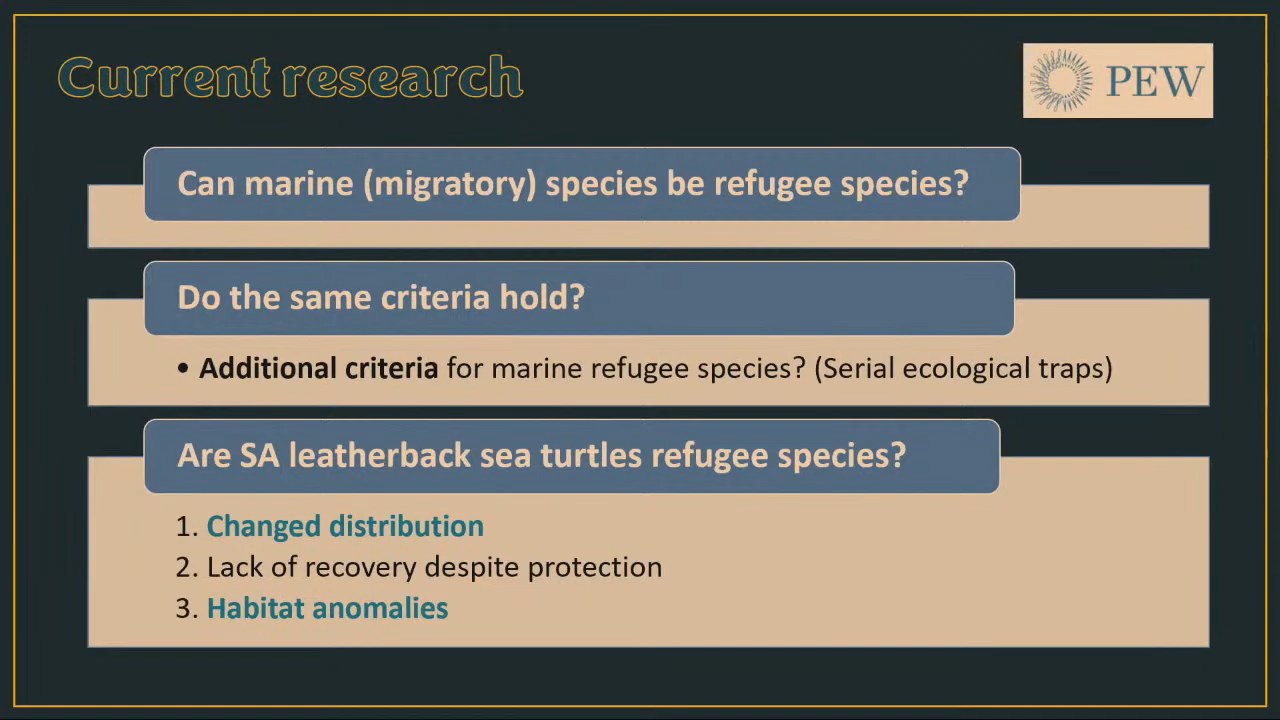 Current research
PEW
Can marine (migratory) species be refugee species?
Do the same criteria hold?
• Additional criteria for marine refugee species? (Serial ecological traps)
Are SA leatherback sea turtles refugee species?
1. Changed distribution
2. Lack of recovery despite protection
3. Habitat anomalies